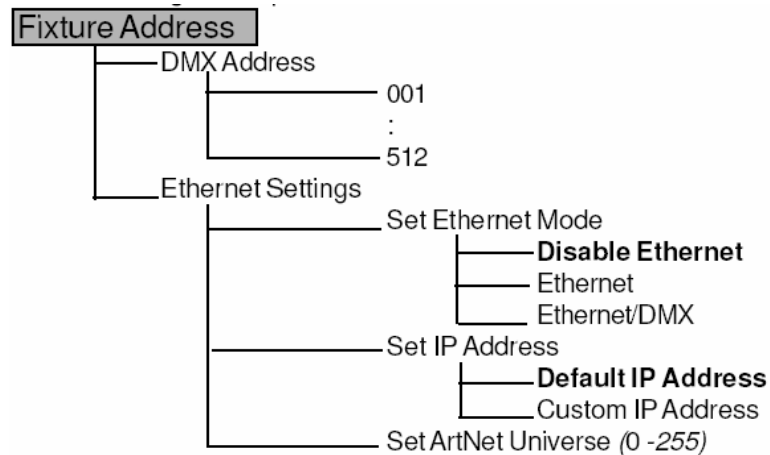 Fixture Address
DMX Address
001
:
512
Ethernet Settings
Set Ethernet Mode
Disable Ethernet
Ethernet
Ethernet/DMX
Set IP Address
Default IP Address
Custom IP Address
Set ArtNet Universe (0 -255)